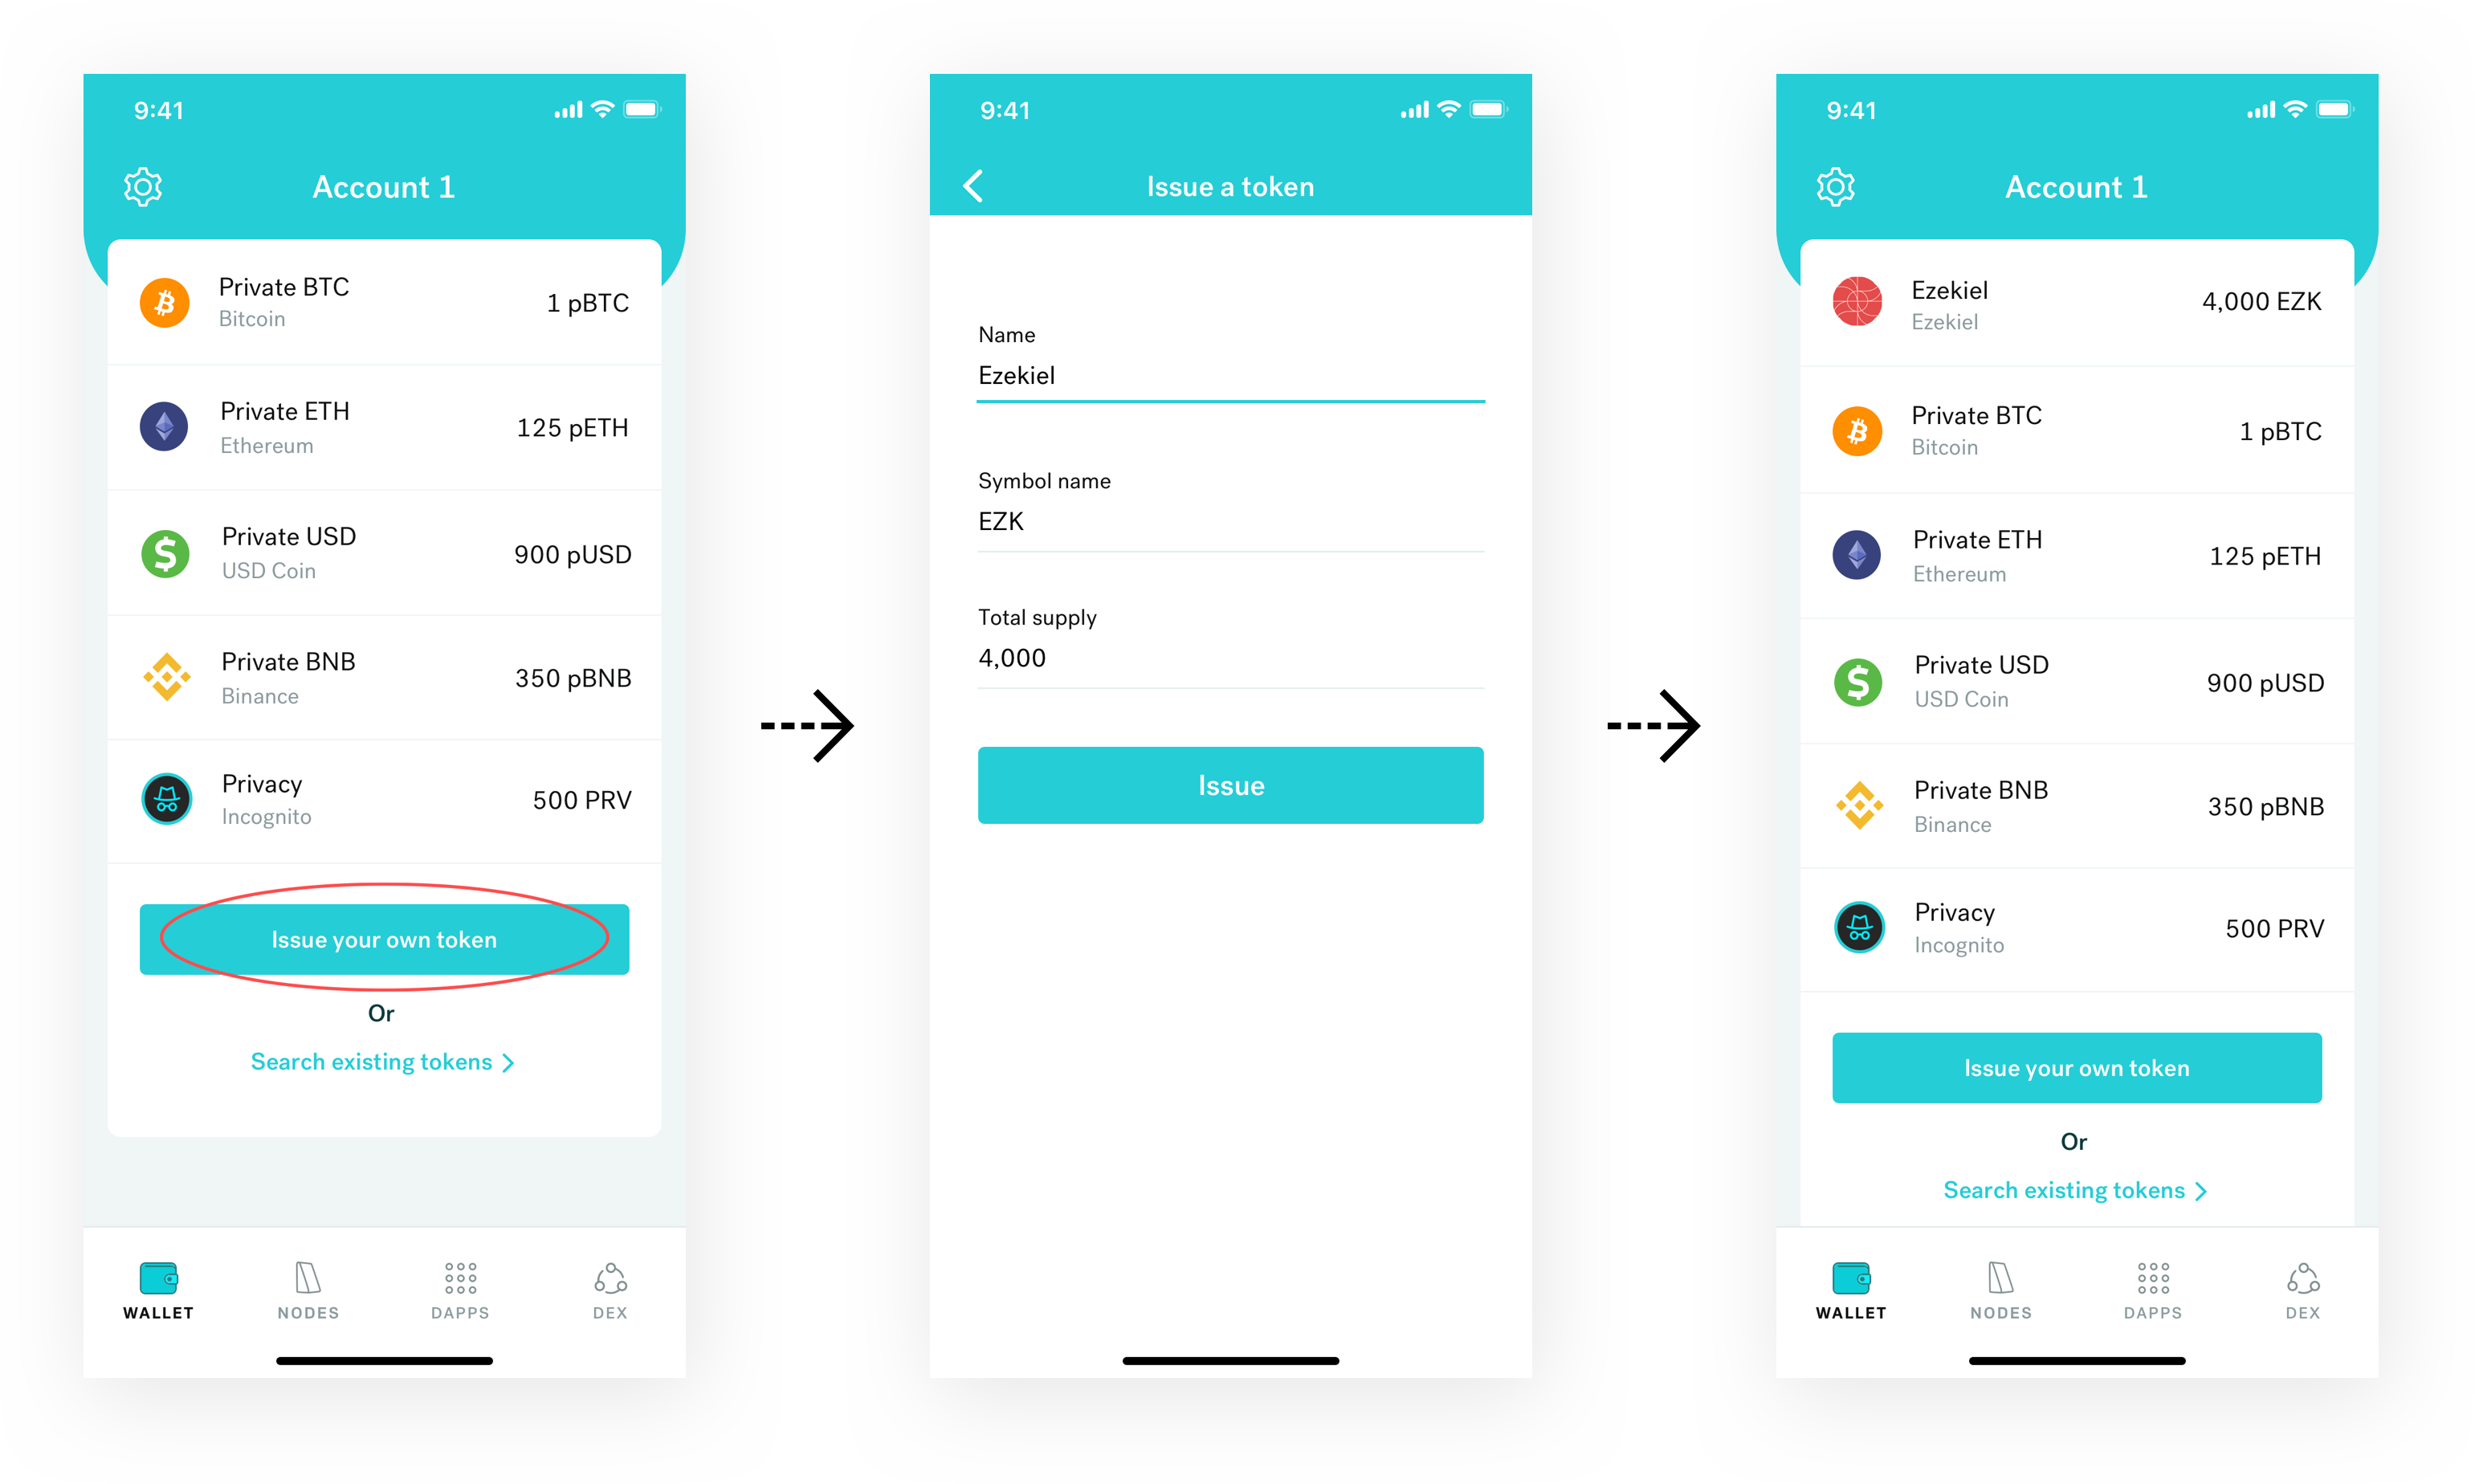 9:41
Account 1
Private BTC
1 pBTC
Bitcoin
Private ETH
125 pETH
Ethereum
Private USD
900 pUSD
USD Coin
Private BNB
350 pBNB
Binance
Privacy
500 PRV
Incognito
Issue your own token
Or
Search existing tokens
WALLET NODES DAPPS DEX
9:41
Issue a token
Name
Ezekiel
Symbol name
EZK
Total supply
4,000
Issue
9:41
Account 1
Ezekiel
4,000 EZK
Ezekiel
Private BTC
1 pBTC
Bitcoin
Private ETH
125 pETH
Ethereum
Private USD
900 pUSD
USD Coin
Private BNB
350 pBNB
Binance
Privacy
500 PRV
Incognito
Issue your own token
Or
Search existing tokens
WALLET NODES DAPPS DEX